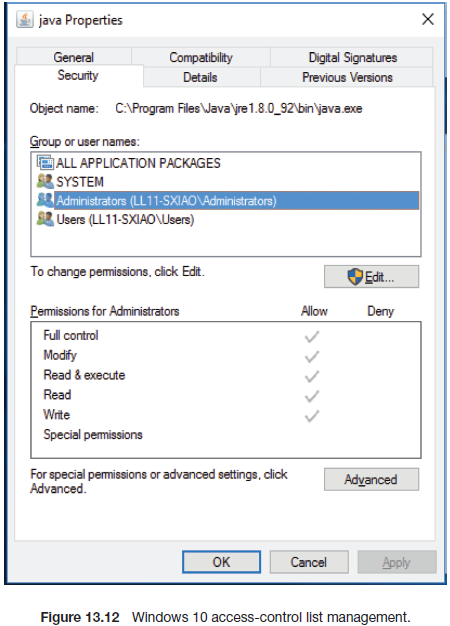 java Properties
General Compatibility Digital Signatures
Security Details Previous Versions
Object name: C:\Program Files\Java\jre1.8.0_92\bin\java.exe
Group or user names:
ALL APPLICATION PACKAGES
SYSTEM
Administrators (LL11-SXIAO\Administrators)
Users (LL11-SXIAO\Users)
To change permissions, click Edit.
Edit...
Permissions for Administrators Allow Deny
Full control
Modify
Read & execute
Read
Write
Special permissions
For special permissions or advanced settings, click
Advanced.
Advanced
OK Cancel Apply
Figure 13.12 Windows 10 access-control list management.